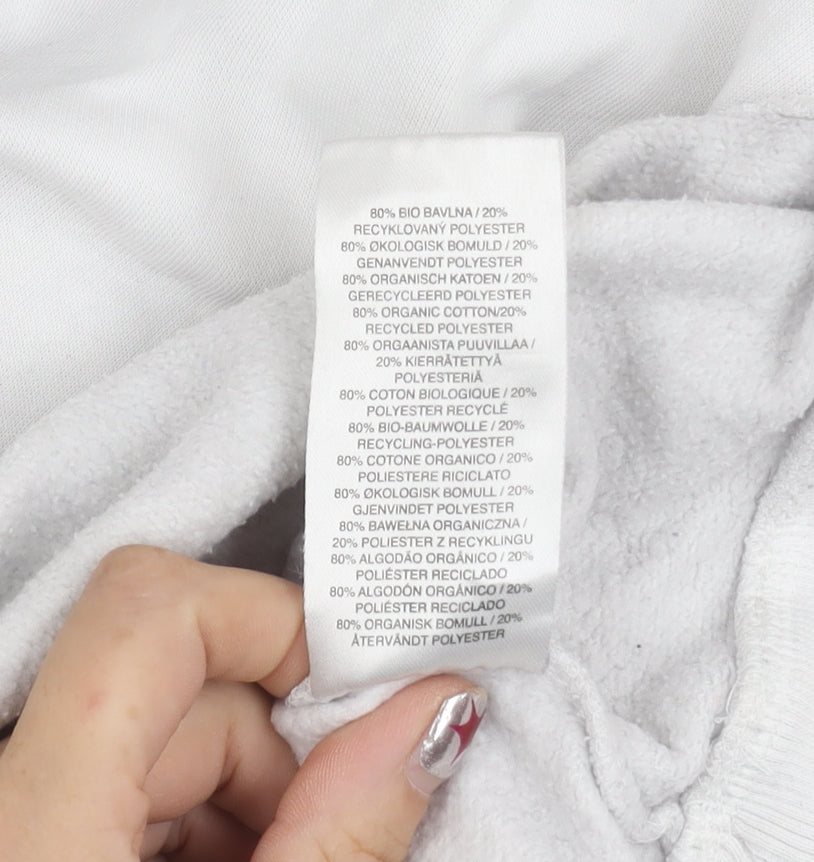 80% BIO BAVLNA / 20%
RECYKLOVANÝ POLYESTER
80% ØKOLOGISK BOMULD / 20%
GENANVENDT POLYESTER
80% ORGANISCH KATOEN / 20%
GERECYCLEERD POLYESTER
80% ORGANIC COTTON/20%
RECYCLED POLYESTER
80% ORGAANISTA PUUVILLAA /
20% KIERRÄTETTYÄ
POLYESTERIÄ
80% COTON BIOLOGIQUE / 20%
POLYESTER RECYCLÉ
80% BIO-BAUMWOLLE / 20%
RECYCLING-POLYESTER
80% COTONE ORGANICO / 20%
POLIESTERE RICICLATO
80% ØKOLOGISK BOMULL / 20%
GJENVINDET POLYESTER
80% BAWEŁNA ORGANICZNA /
20% POLIESTER Z RECYKLINGU
80% ALGODÃO ORGÂNICO / 20%
POLIÉSTER RECICLADO
80% ALGODÓN ORGÁNICO / 20%
POLIÉSTER RECICLADO
80% ORGANISK BOMULL / 20%
ÅTERVÄNDT POLYESTER